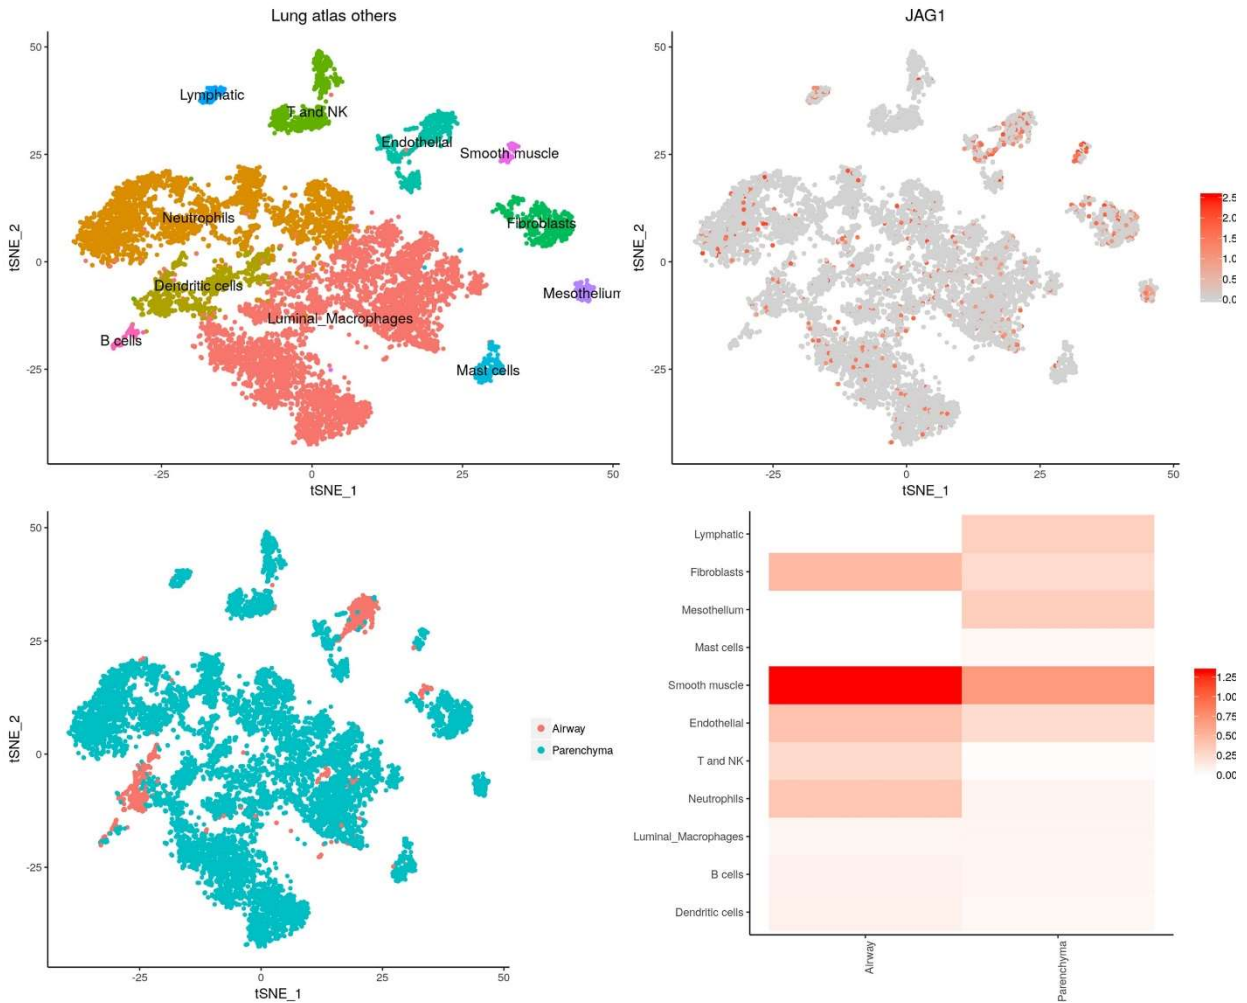 Lung atlas others
50
25
0
-25
tSNE_2
Lymphatic
T and NK
Endothelial
Smooth muscle
Neutrophils
Fibroblasts
Dendritic cells
Mesothelium
Luminal_Macrophages
B cells
Mast cells
-25
0
25
50
tSNE_1
JAG1
50
25
0
-25
tSNE_2
-25
0
25
50
tSNE_1
2.5
2.0
1.5
1.0
0.5
0.0
50
25
0
-25
tSNE_2
-25
0
25
50
tSNE_1
Airway
Parenchyma
Lymphatic
Fibroblasts
Mesothelium
Mast cells
Smooth muscle
Endothelial
T and NK
Neutrophils
Luminal_Macrophages
B cells
Dendritic cells
Airway
Parenchyma
1.25
1.00
0.75
0.50
0.25
0.00